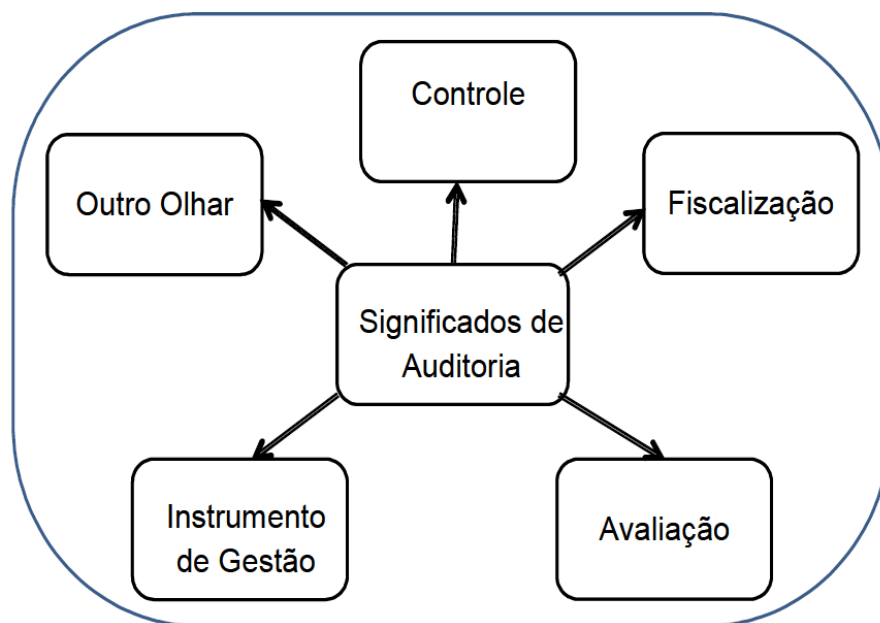 Controle
Outro Olhar
Fiscalização
Significados de
Auditoria
Instrumento
de Gestão
Avaliação